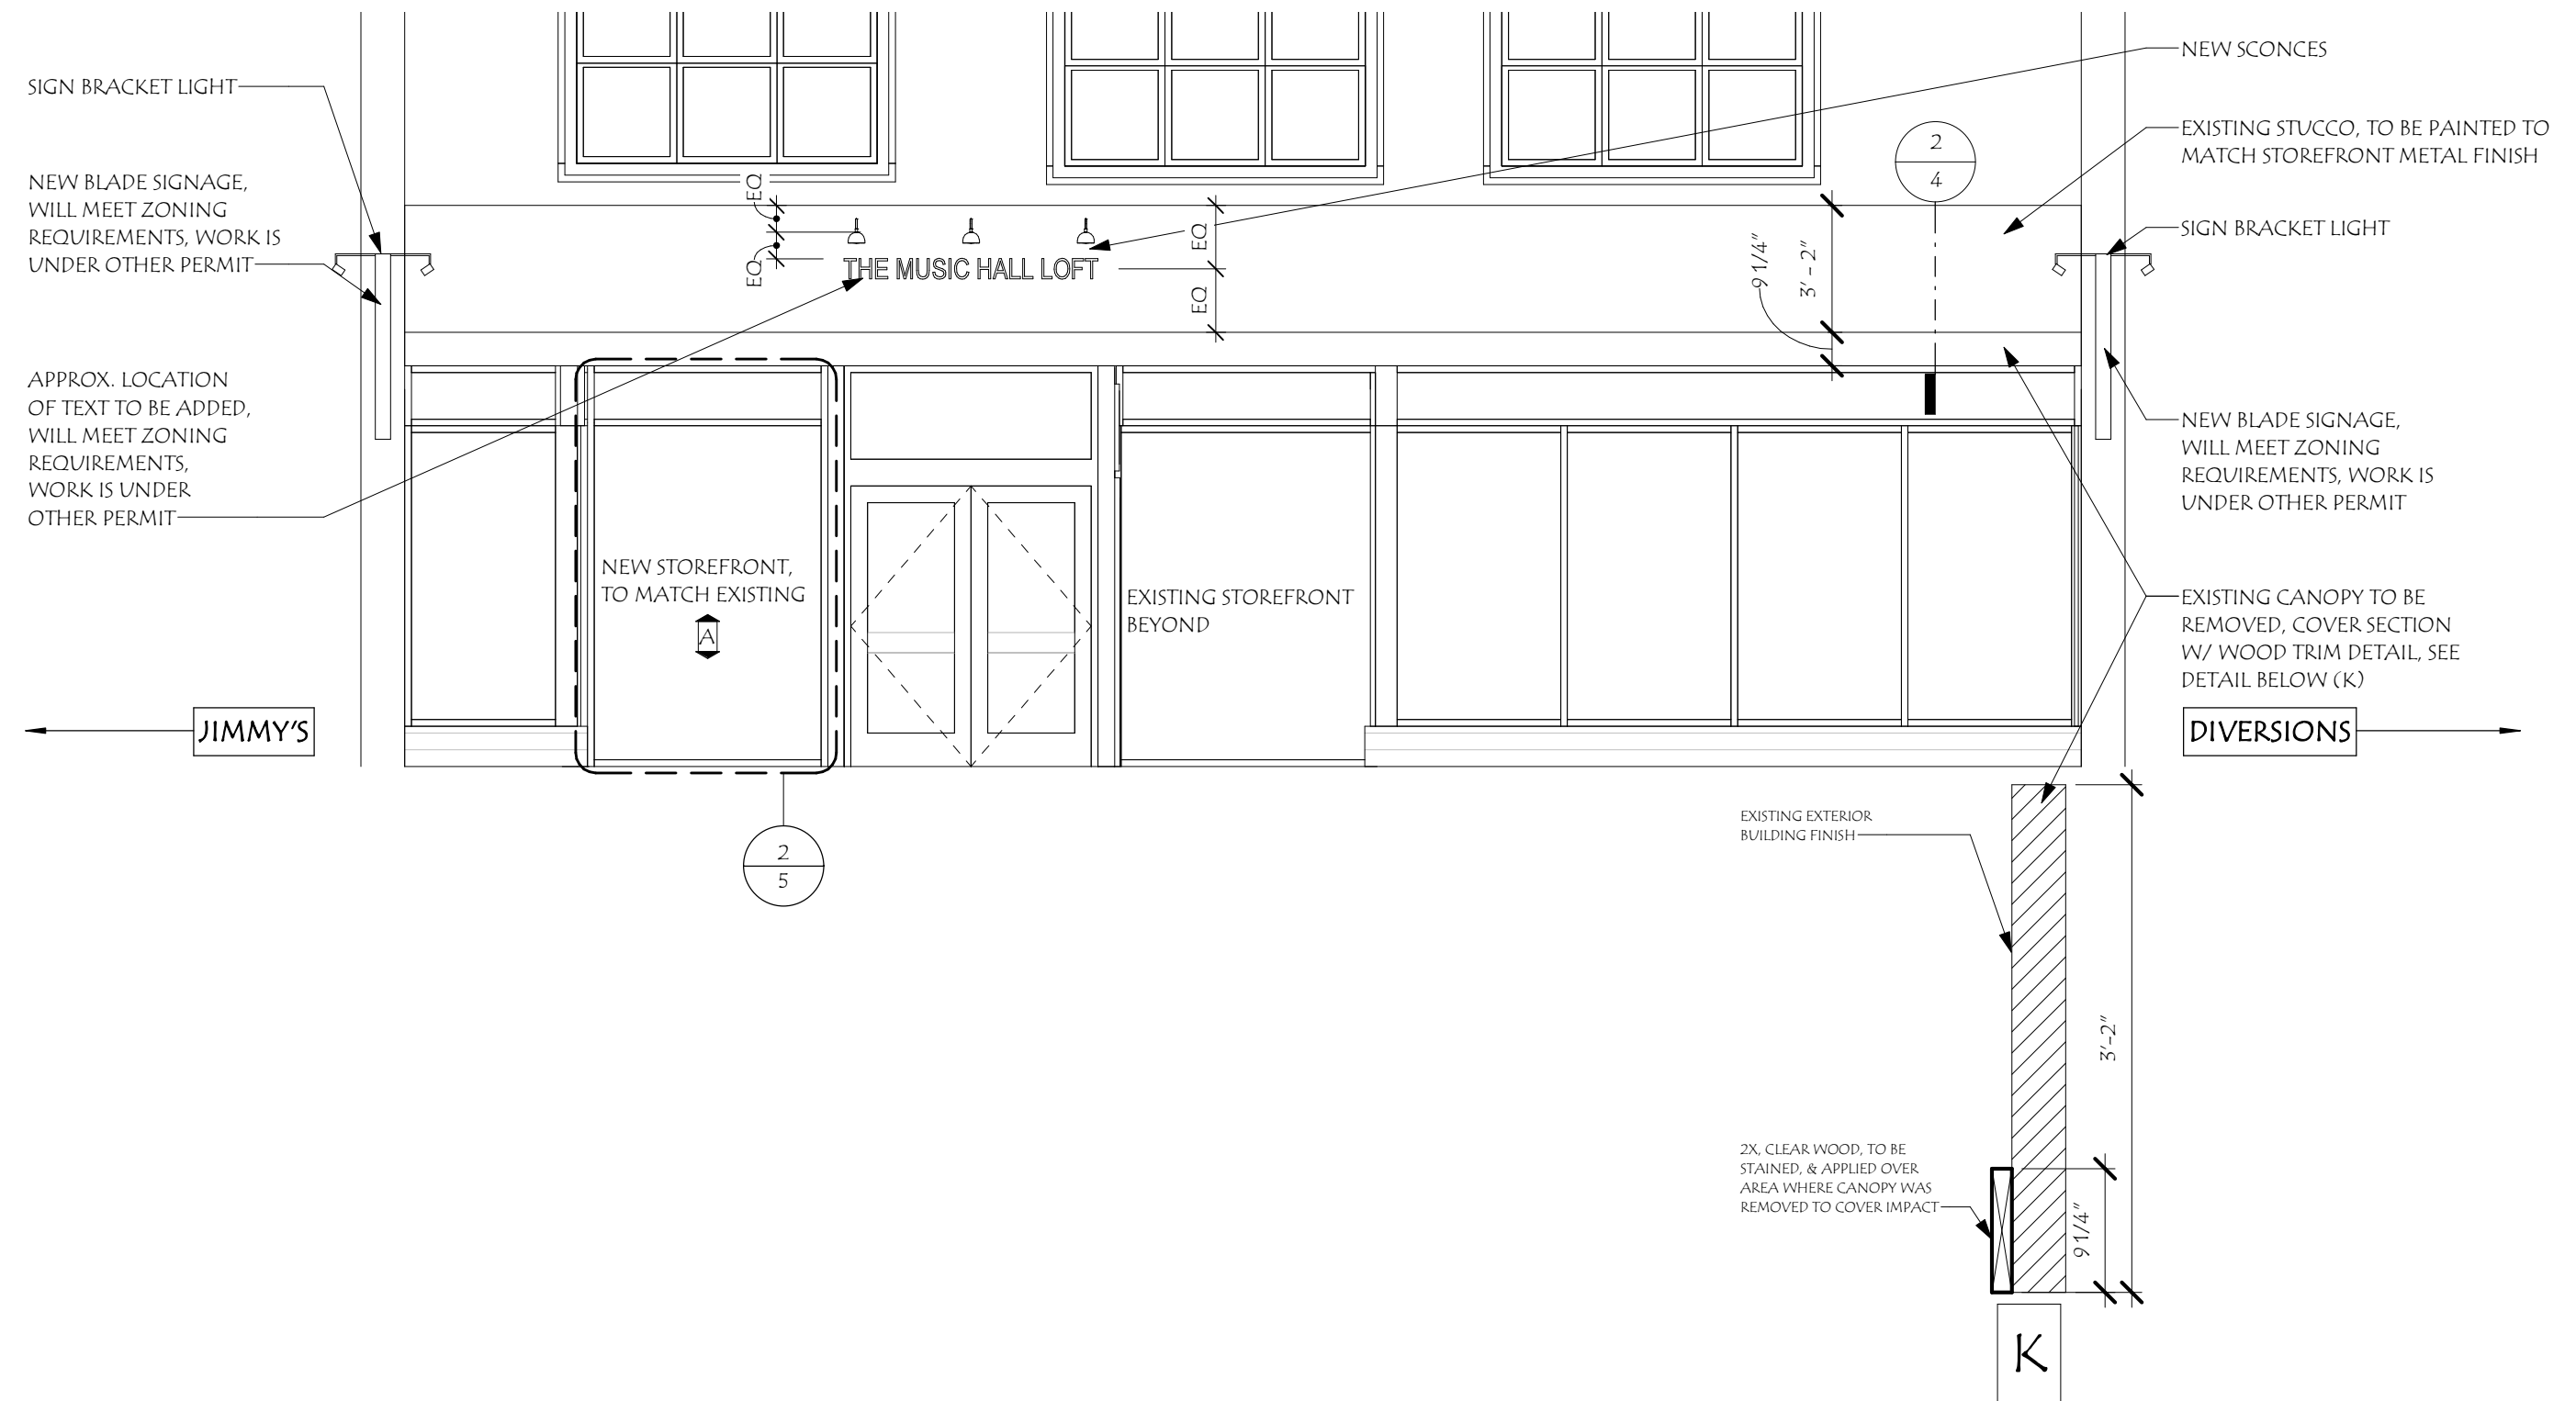 SIGN BRACKET LIGHT
NEW BLADE SIGNAGE,
WILL MEET ZONING
REQUIREMENTS, WORK IS
UNDER OTHER PERMIT
APPROX. LOCATION
OF TEXT TO BE ADDED,
WILL MEET ZONING
REQUIREMENTS,
WORK IS UNDER
OTHER PERMIT
JIMMY'S
EQ
EQ
THE MUSIC HALL LOFT
EQ
EQ
9 1/4"
3' - 2"
2
4
NEW STOREFRONT,
TO MATCH EXISTING
A
EXISTING STOREFRONT
BEYOND
2
5
NEW SCONCES
EXISTING STUCCO, TO BE PAINTED TO
MATCH STOREFRONT METAL FINISH
SIGN BRACKET LIGHT
NEW BLADE SIGNAGE,
WILL MEET ZONING
REQUIREMENTS, WORK IS
UNDER OTHER PERMIT
EXISTING CANOPY TO BE
REMOVED, COVER SECTION
W/ WOOD TRIM DETAIL, SEE
DETAIL BELOW (K)
DIVERSIONS
EXISTING EXTERIOR
BUILDING FINISH
3'-2"
2X, CLEAR WOOD, TO BE
STAINED, & APPLIED OVER
AREA WHERE CANOPY WAS
REMOVED TO COVER IMPACT
9 1/4"
K